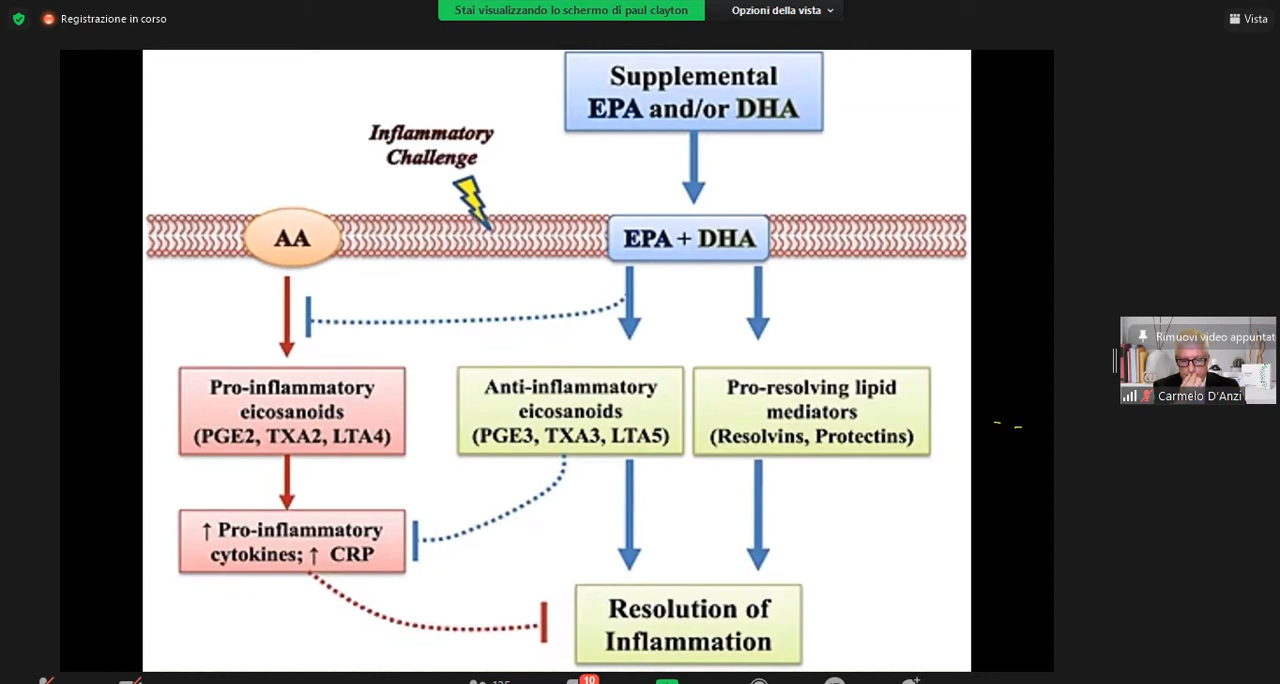 Registrazione in corso
Stai visualizzando lo schermo di paul clayton
Opzioni della vista
Vista
Supplemental
EPA and/or DHA
Inflammatory
Challenge
AA
EPA + DHA
Pro-inflammatory
eicosanoids
(PGE2, TXA2, LTA4)
Anti-inflammatory
eicosanoids
(PGE3, TXA3, LTA5)
Pro-resolving lipid
mediators
(Resolvins, Protectins)
↑ Pro-inflammatory
cytokines; ↑ CRP
Resolution of
Inflammation
Rimuovi video appuntat
Carmelo D'Anzi
10